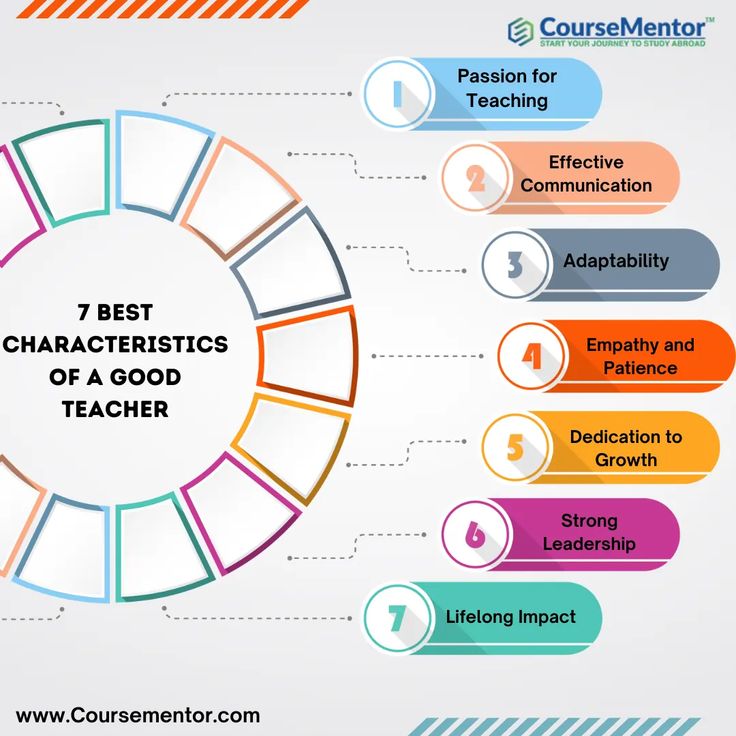 CourseMentor™
START YOUR JOURNEY TO STUDY ABROAD
7 BEST
CHARACTERISTICS
OF A GOOD
TEACHER
1
Passion for
Teaching
2
Effective
Communication
3
Adaptability
4
Empathy and
Patience
5
Dedication to
Growth
6
Strong
Leadership
7
Lifelong Impact
www.Coursementor.com